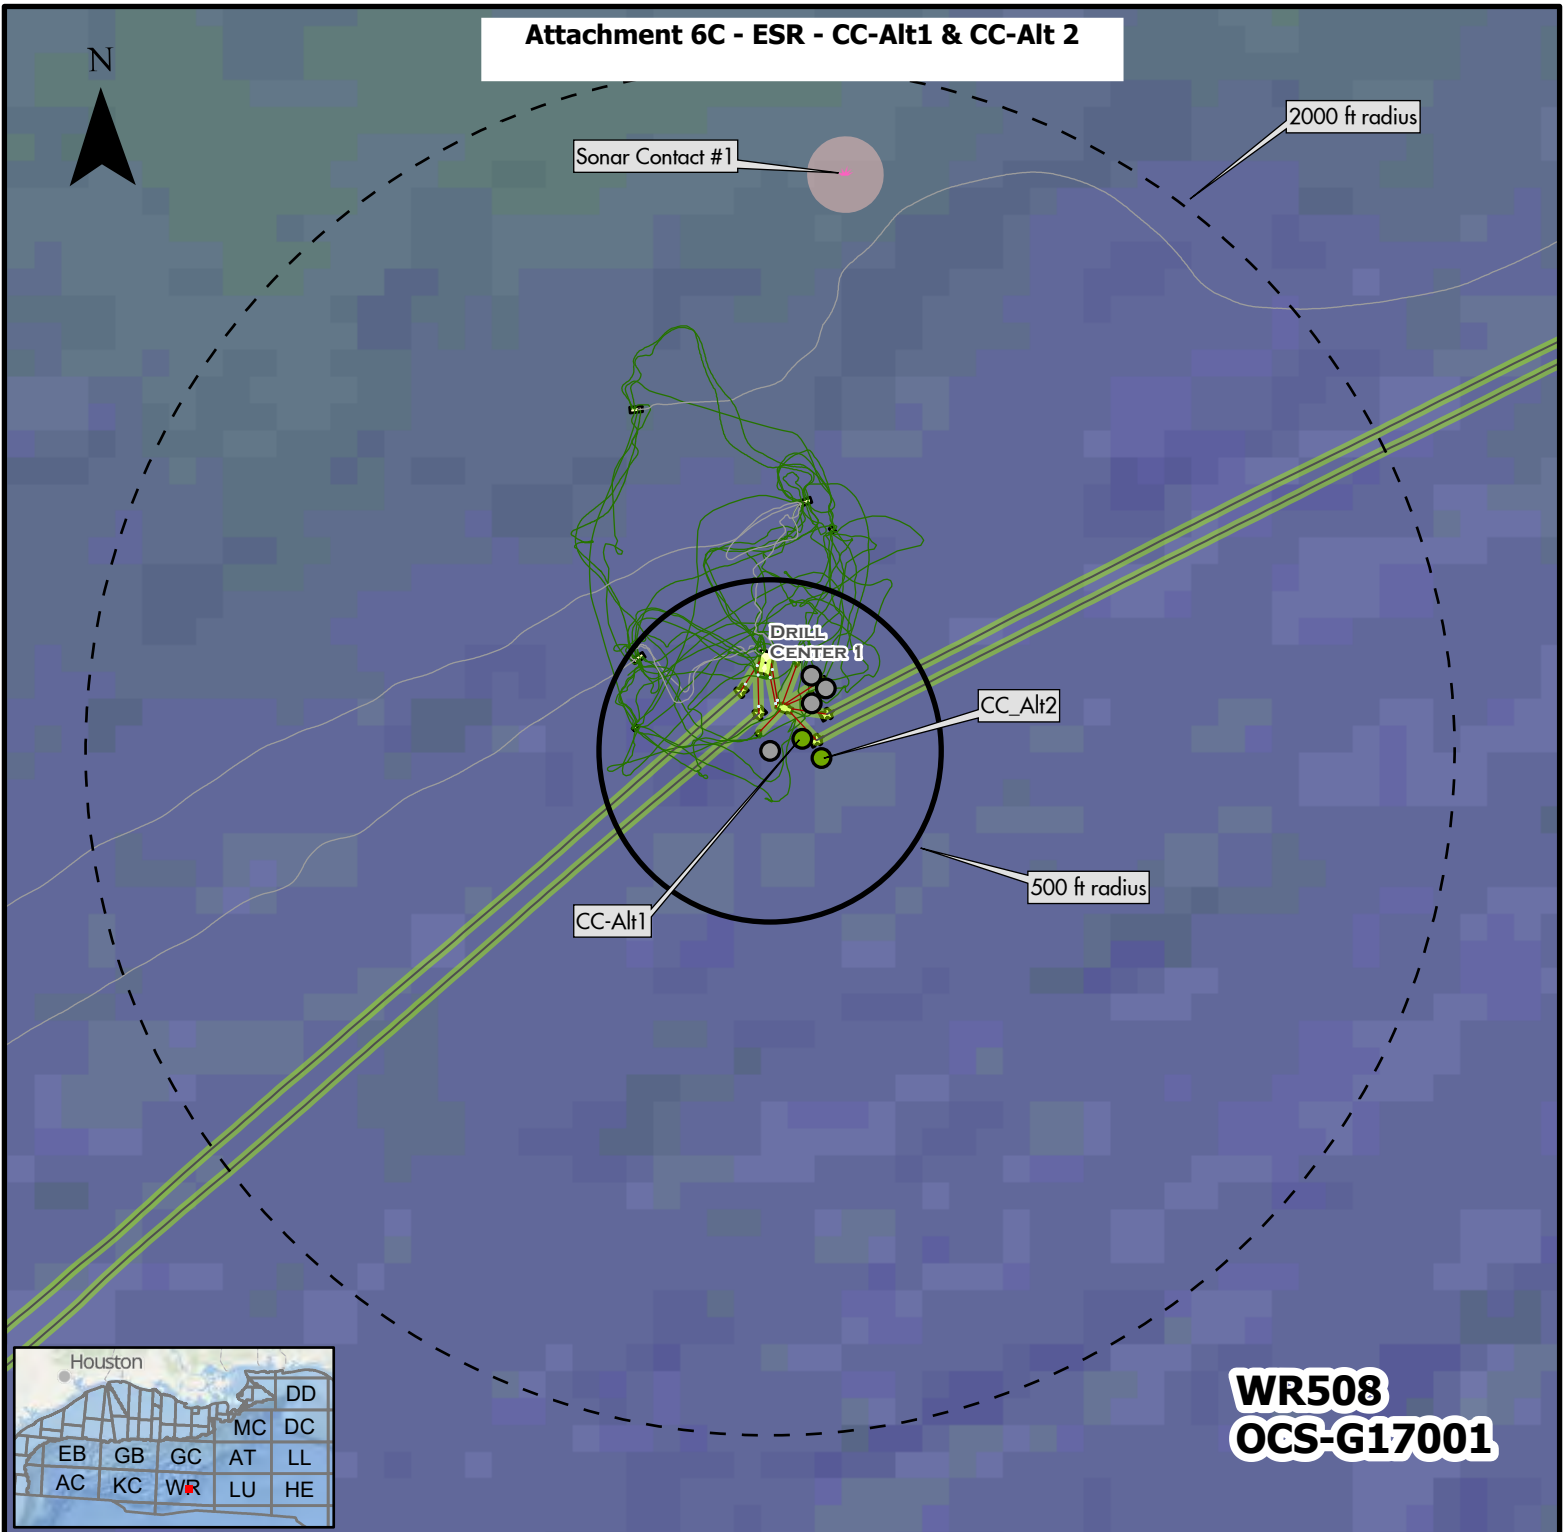 Attachment 6C - ESR - CC-Alt1 & CC-Alt 2
N
2000 ft radius
Sonar Contact #1
DRILL
CENTER 1
CC_Alt2
500 ft radius
CC-Alt1
WR508
OCS-G17001
Houston
DD
MC DC
EB GB GC AT LL
AC KC WR LU HE